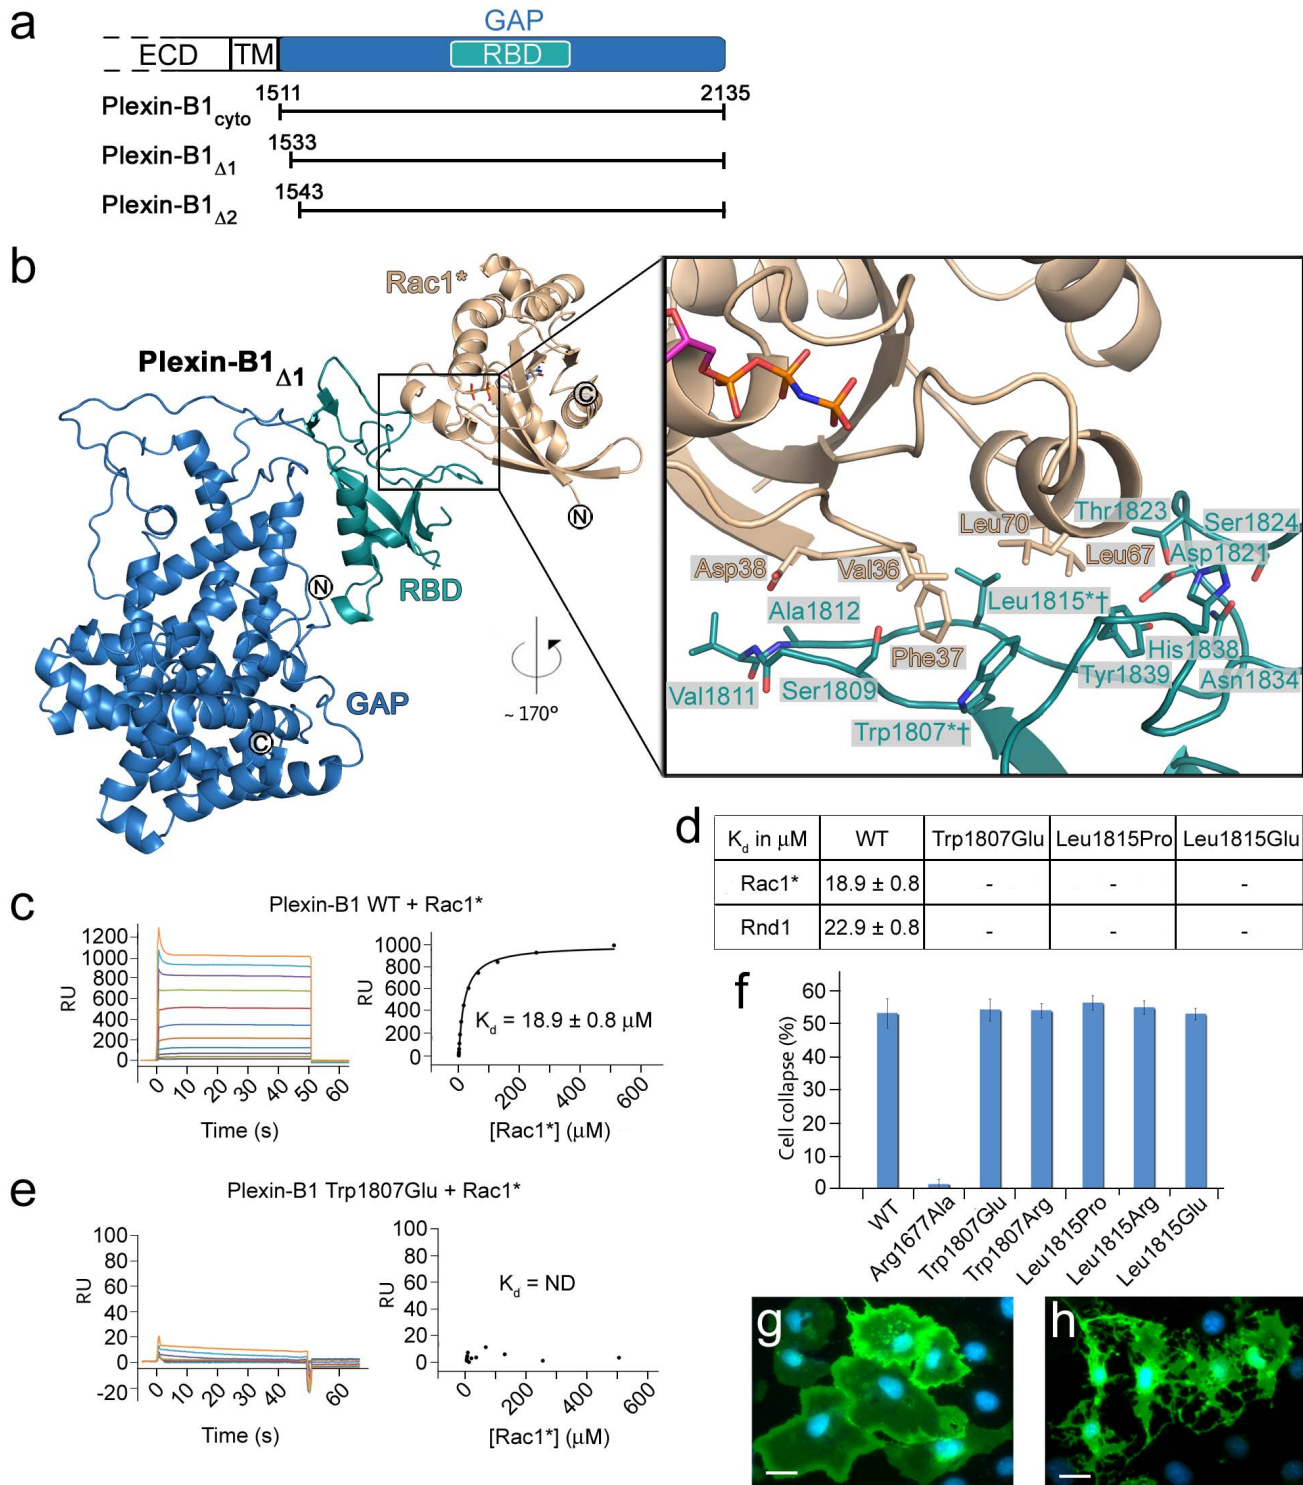 a
GAP
ECD TM RBD
1511 2135
Plexin-B1cyto
1533
Plexin-B1Δ1
1543
Plexin-B1Δ2
b
Rac1*
Plexin-B1Δ1
C
N
N
RBD
GAP
C
~ 170°
Leu70
Thr1823
Ser1824
Asp38
Val36
Leu67
Asp1821
Ala1812
Leu1815*†
Phe37
His1838
Val1811
Ser1809
Tyr1839
Asn1834
Trp1807*†
c
Plexin-B1 WT + Rac1*
1200
1000
800
600
400
200
0
RU
0 10 20 30 40 50 60
Time (s)
1000
800
600
400
200
0
RU
Kd = 18.9 ± 0.8 μM
0 200 400 600
[Rac1*] (μM)
d
Kd in μM WT Trp1807Glu Leu1815Pro Leu1815Glu
Rac1* 18.9 ± 0.8 - - -
Rnd1 22.9 ± 0.8 - - -
e
Plexin-B1 Trp1807Glu + Rac1*
100
80
60
40
20
0
-20
RU
0 10 20 30 40 60
Time (s)
100
80
60
40
20
0
RU
Kd = ND
0 200 400 600
[Rac1*] (μM)
f
60
50
40
30
20
10
0
Cell collapse (%)
WT
Arg1677Ala
Trp1807Glu
Trp1807Arg
Leu1815Pro
Leu1815Arg
Leu1815Glu
g
h